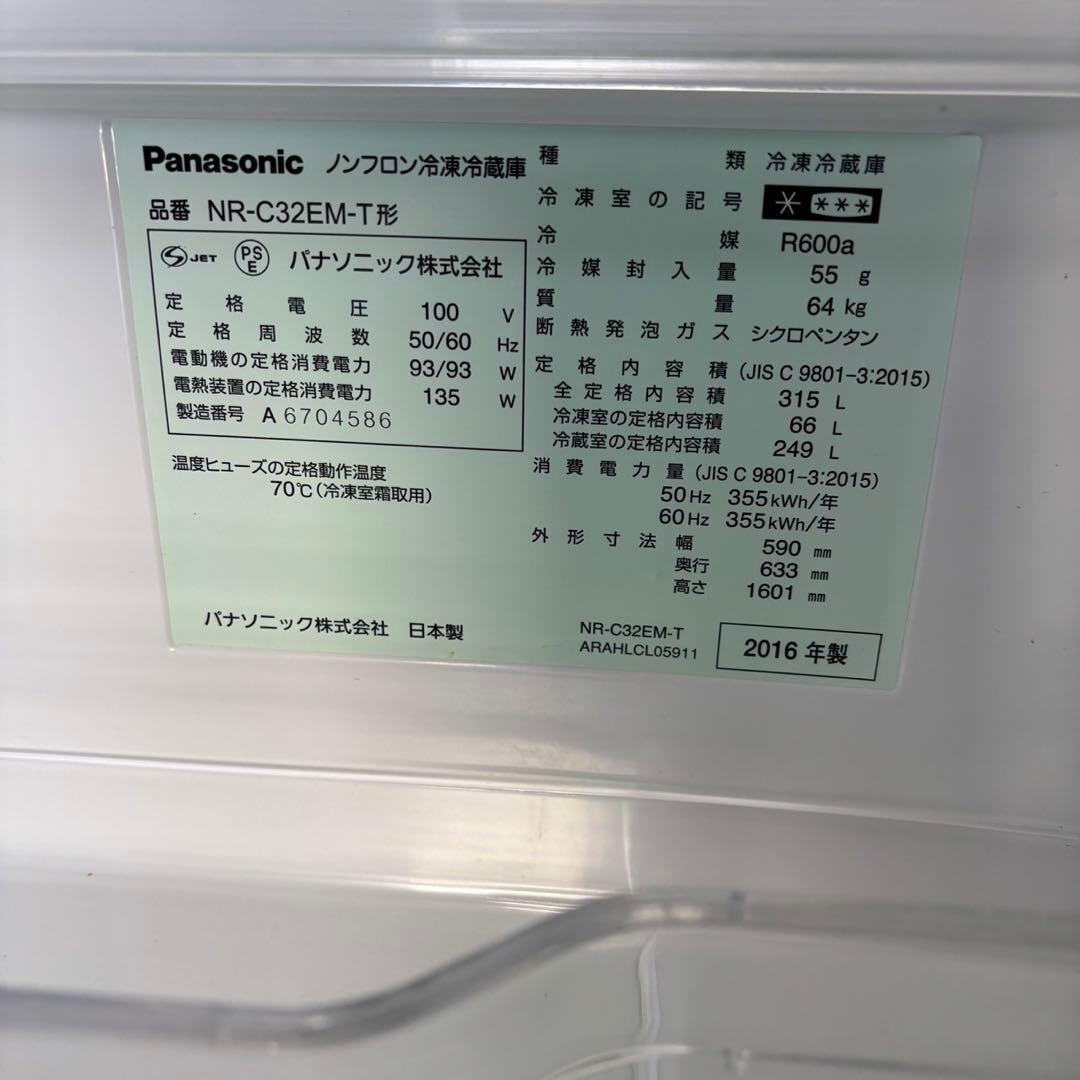 Panasonic ノンフロン冷凍冷蔵庫
品番 NR-C32EM-T形
S JET PSE パナソニック株式会社
定格電圧 100 V
定格周波数 50/60 Hz
電動機の定格消費電力 93/93 W
電熱装置の定格消費電力 135 W
製造番号 A 6704586
温度ヒューズの定格動作温度
70℃(冷凍室霜取用)
パナソニック株式会社 日本製
種類 冷凍冷蔵庫
冷凍室の記号 * ***
冷媒 R600a
冷媒封入量 55 g
質量 64 kg
断熱発泡ガス シクロペンタン
定格内容積 (JIS C 9801-3:2015)
全定格内容積 315 L
冷凍室の定格内容積 66 L
冷蔵室の定格内容積 249 L
消費電力量 (JIS C 9801-3:2015)
50Hz 355kWh/年
60Hz 355kWh/年
外形寸法 幅 590 mm
奥行 633 mm
高さ 1601 mm
NR-C32EM-T
ARAHLCL05911
2016年製